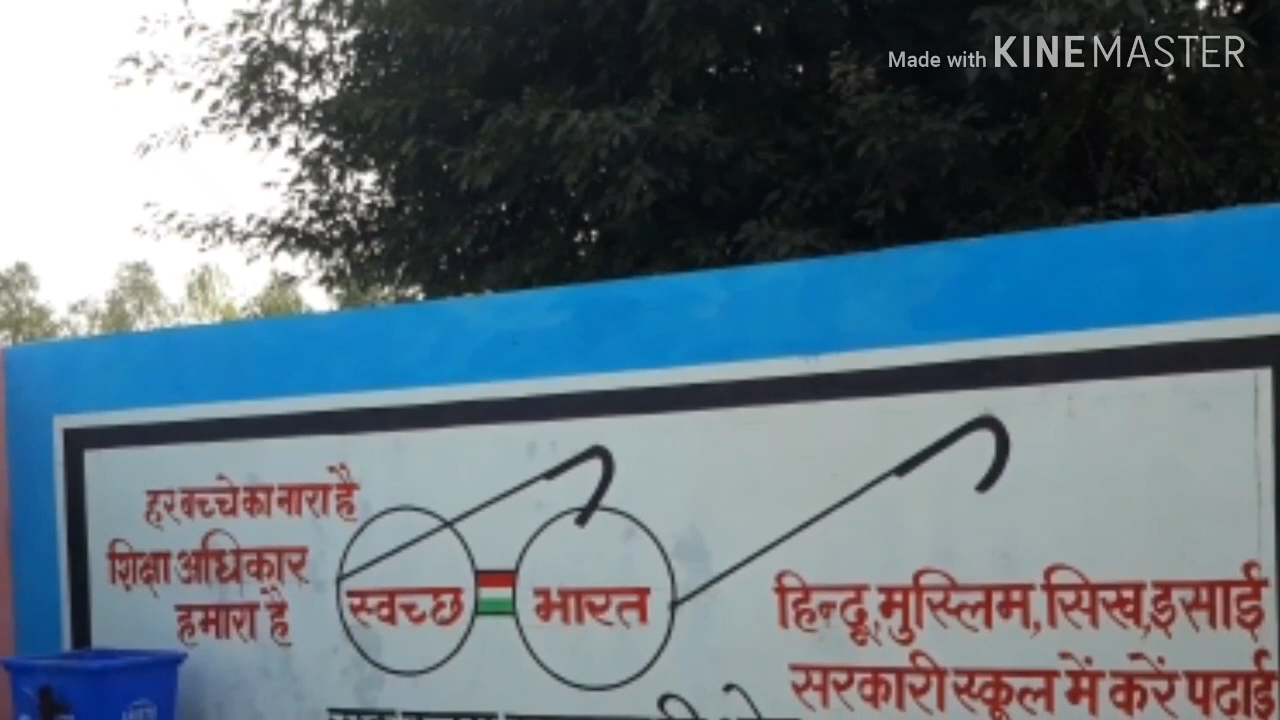 Made with KINEMASTER
हर बच्चे का नारा है
शिक्षा अधिकार
हमारा है
स्वच्छ भारत
हिन्दू,मुस्लिम,सिख,इसाई
सरकारी स्कूल में करें पढाई